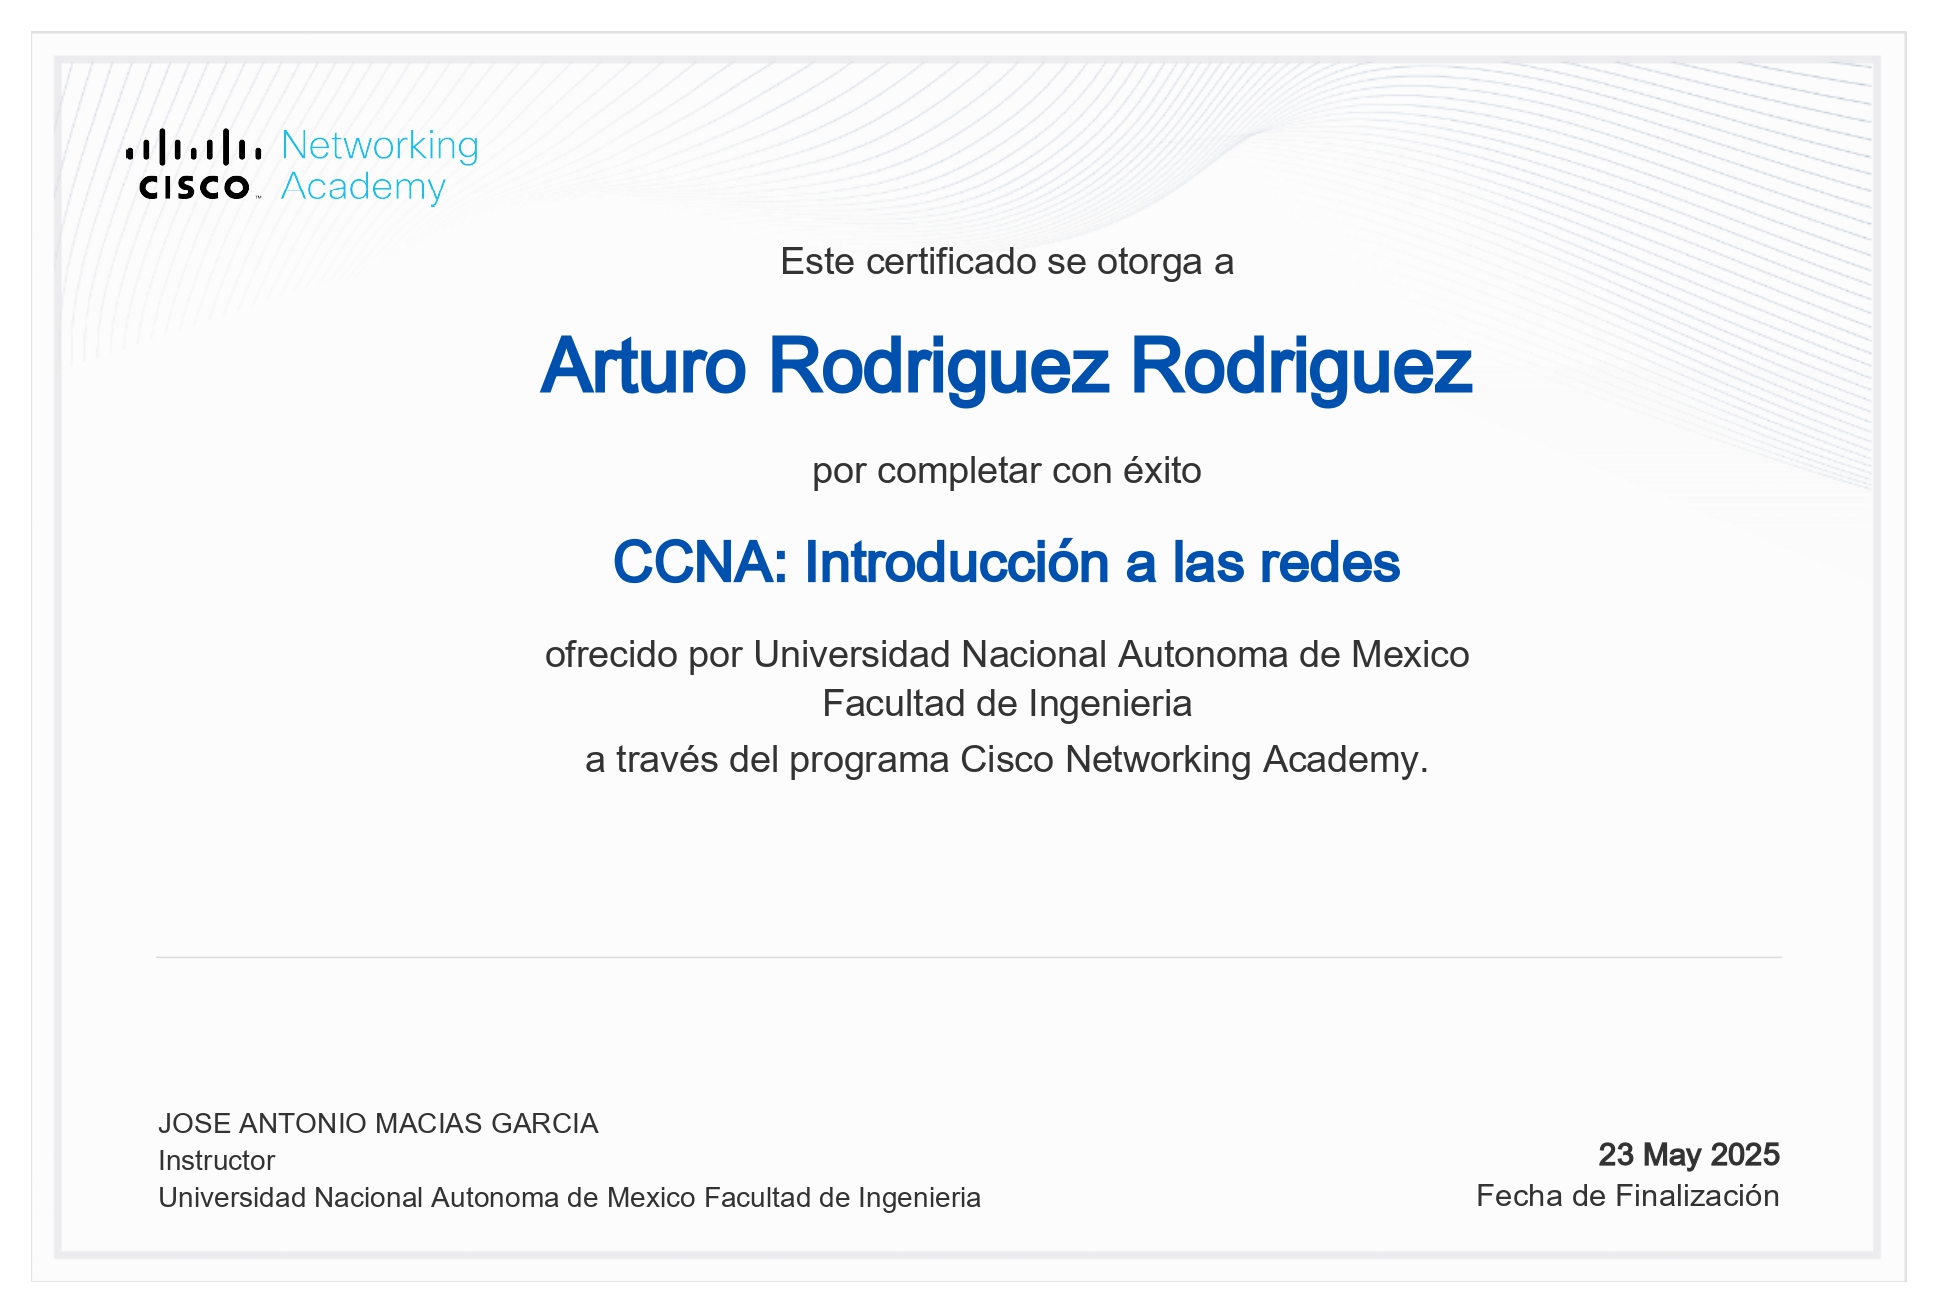 Networking
Academy
CISCO™
Este certificado se otorga a
Arturo Rodriguez Rodriguez
por completar con éxito
CCNA: Introducción a las redes
ofrecido por Universidad Nacional Autonoma de Mexico
Facultad de Ingenieria
a través del programa Cisco Networking Academy.
JOSE ANTONIO MACIAS GARCIA
Instructor
Universidad Nacional Autonoma de Mexico Facultad de Ingenieria
23 May 2025
Fecha de Finalización